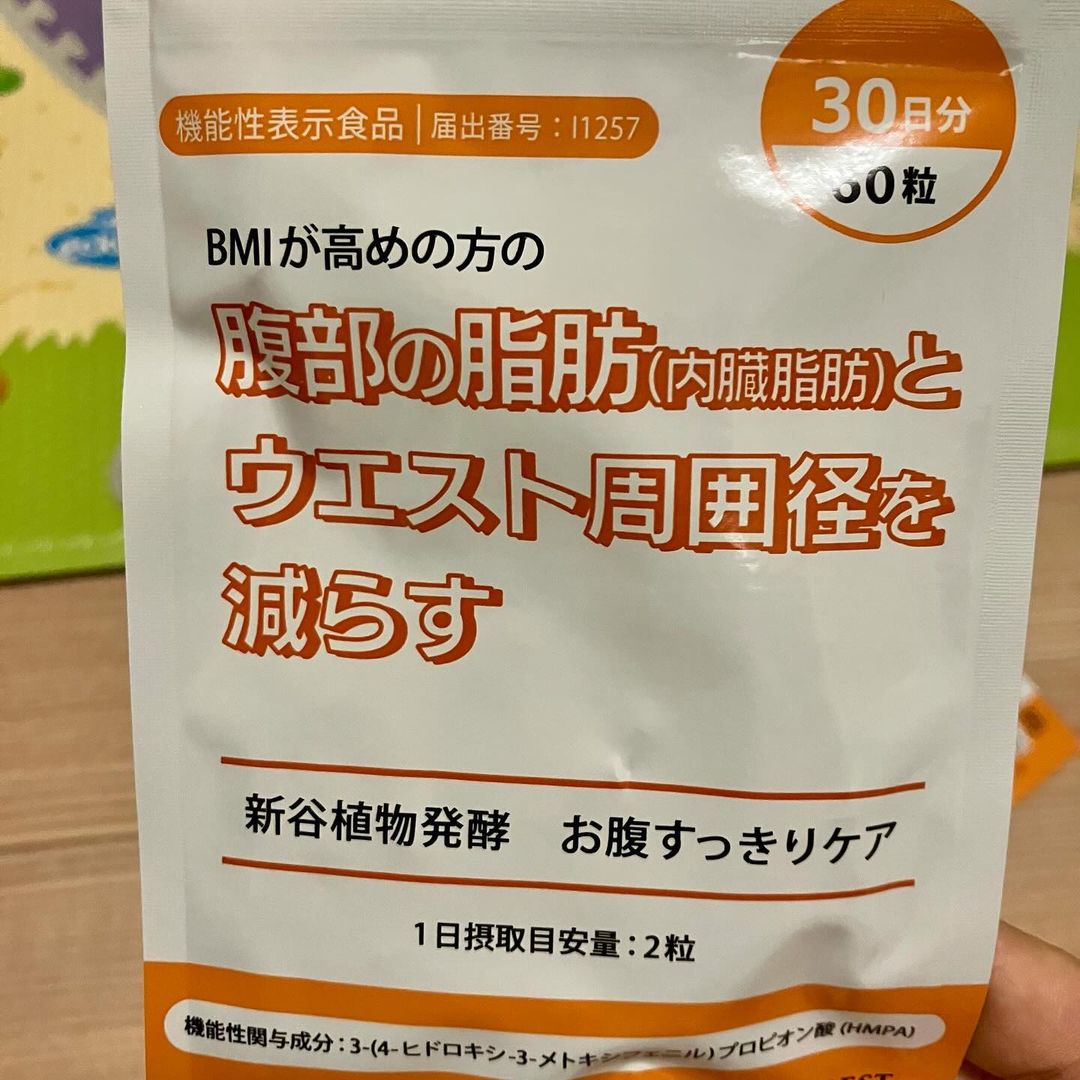 機能性表示食品｜届出番号：I1257
30日分
60粒
BMIが高めの方の
腹部の脂肪（内臓脂肪）と
ウエスト周囲径を
減らす
新谷植物発酵　お腹すっきりケア
1日摂取目安量：2粒
機能性関与成分：3-(4-ヒドロキシ-3-メトキシフェニル)プロピオン酸(HMPA)